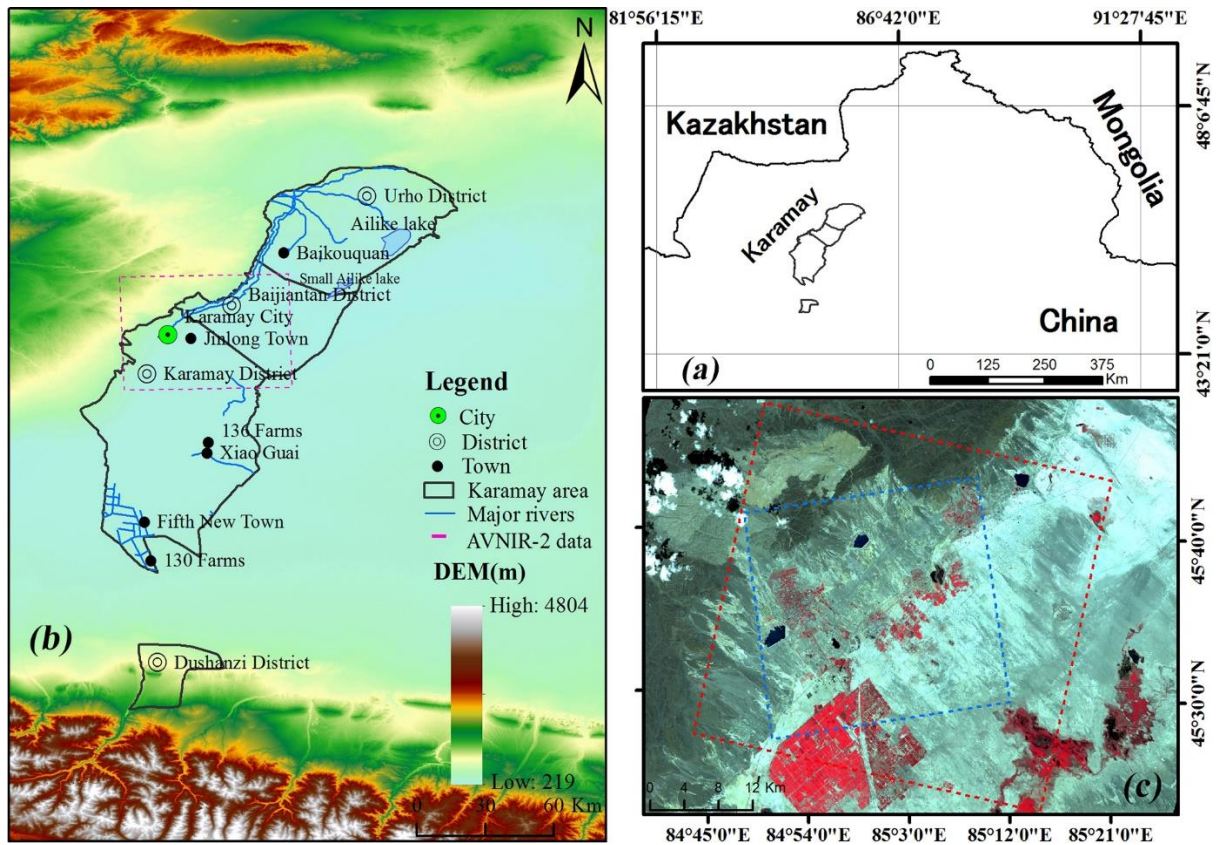 N
Urho District
Ailike lake
Baikouquan
Small Ailike lake
Baijiantan District
Karamay City
Jinlong Town
Karamay District
136 Farms
Xiao Guai
Fifth New Town
130 Farms
Legend
City
District
Town
Karamay area
Major rivers
AVNIR-2 data
DEM(m)
High: 4804
Low: 219
(b)
Dushanzi District
0 30 60 Km
81°56'15"E 86°42'0"E 91°27'45"E
Kazakhstan
Mongolia
Karamay
China
(a)
0 125 250 375
Km
48°6'45"N
43°21'0"N
45°40'0"N
45°30'0"N
(c)
0 2 4 8 12 Km
84°45'0"E 84°54'0"E 85°3'0"E 85°12'0"E 85°21'0"E